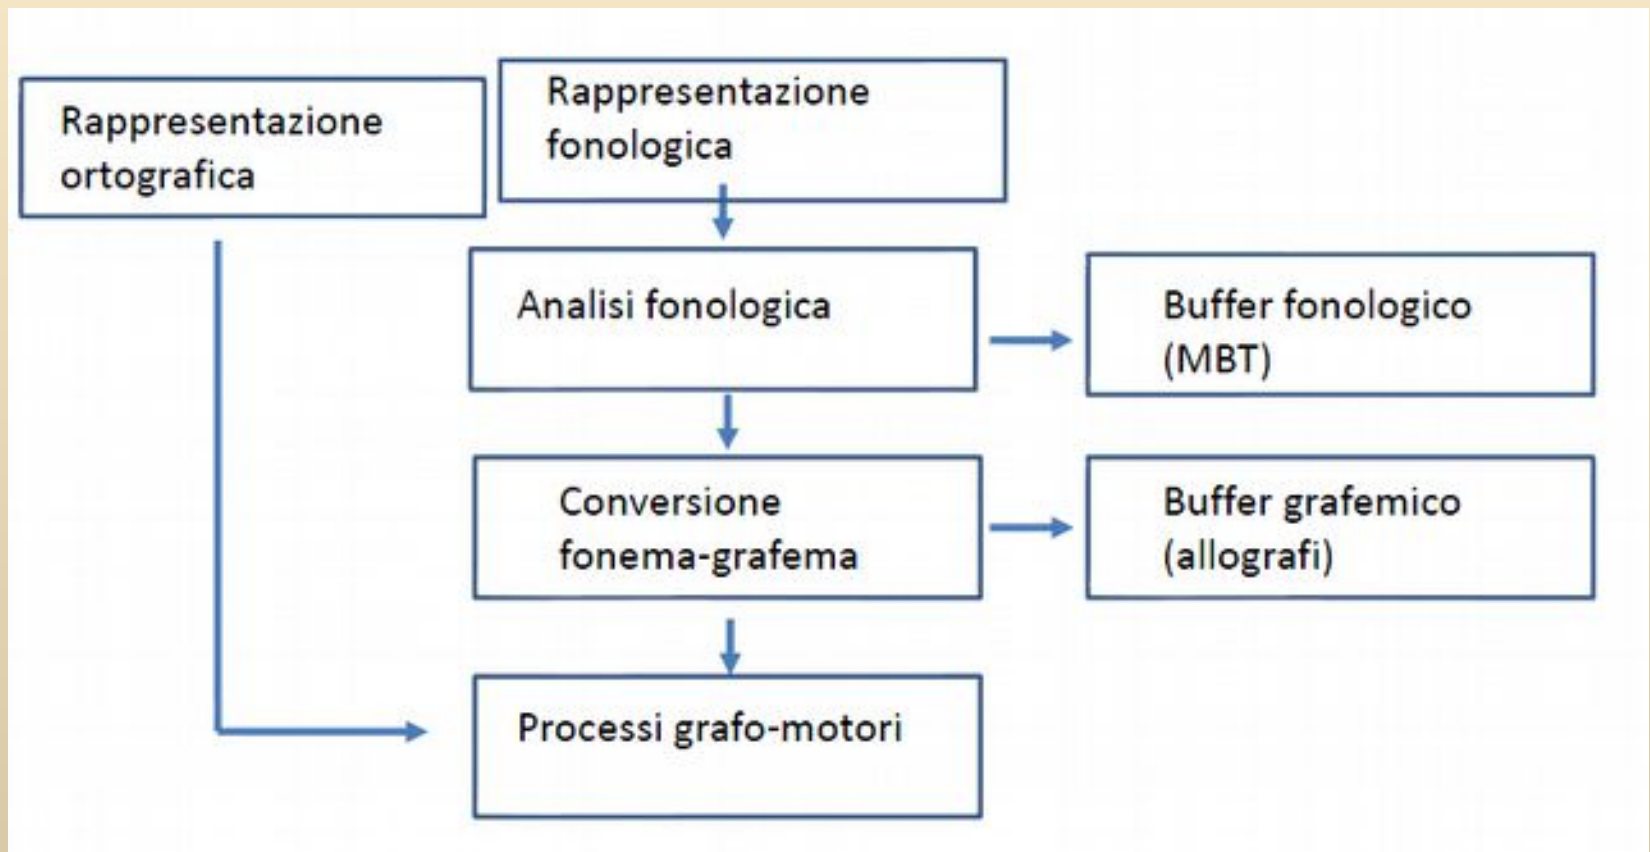 Rappresentazione
ortografica
Rappresentazione
fonologica
Analisi fonologica
Buffer fonologico
(MBT)
Conversione
fonema-grafema
Buffer grafemico
(allografi)
Processi grafo-motori